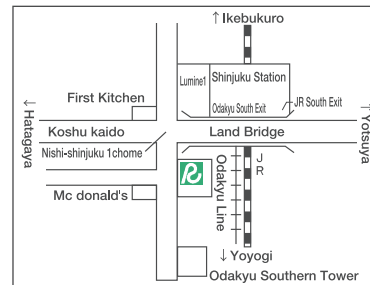 ↑ Ikebukuro
Lumine1
Shinjuku Station
Odakyu South Exit
JR South Exit
First Kitchen
← Hatagaya
Koshu kaido
Land Bridge
→ Yotsuya
Nishi-shinjuku 1chome
JR
Odakyu Line
Mc donald's
↓ Yoyogi
Odakyu Southern Tower